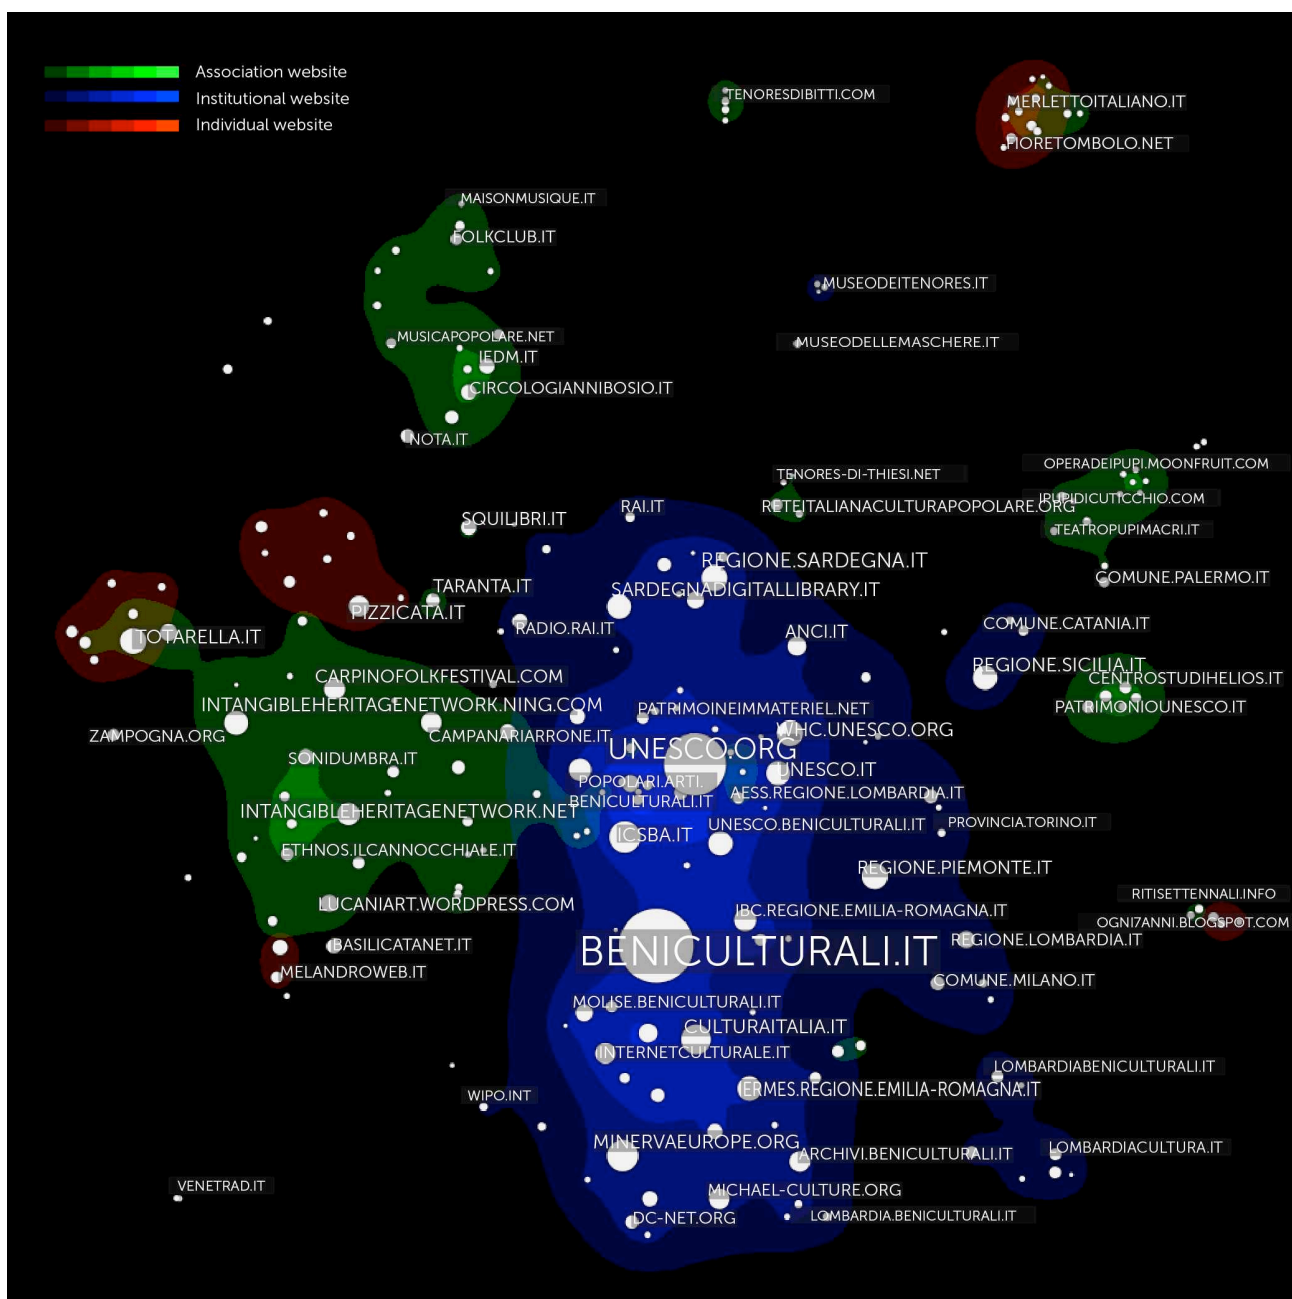 Association website
Institutional website
Individual website
TENORESDIBITTI.COM
MERLETTOITALIANO.IT
FIORETOMBOLO.NET
MAISONMUSIQUE.IT
FOLKCLUB.IT
MUSEODEITENORES.IT
MUSICAPOPOLARE.NET
MUSEODELLEMASCHERE.IT
IEDM.IT
CIRCOLOGIANNIBOSIO.IT
NOTA.IT
OPERADEIPUPI.MOONFRUIT.COM
TENORES-DI-THIESI.NET
IPUPIDICUTICCHIO.COM
RAI.IT
RETEITALIANACULTURAPOPOLARE.ORG
SQUILIBRI.IT
TEATROPUPIMACRI.IT
REGIONE.SARDEGNA.IT
COMUNE.PALERMO.IT
TARANTA.IT
SARDEGNADIGITALLIBRARY.IT
PIZZICATA.IT
COMUNE.CATANIA.IT
RADIO.RAI.IT
ANCI.IT
TOTARELLA.IT
REGIONE.SICILIA.IT
CARPINOFOLKFESTIVAL.COM
CENTROSTUDIHELIOS.IT
INTANGIBLEHERITAGENETWORK.NING.COM
PATRIMOINEIMMATERIEL.NET
PATRIMONIOUNESCO.IT
ZAMPOGNA.ORG
CAMPANARIARRONE.IT
WHC.UNESCO.ORG
UNESCO.ORG
SONIDUMBRA.IT
UNESCO.IT
POPOLARI.ARTI.
BENICULTURALI.IT
AESS.REGIONE.LOMBARDIA.IT
INTANGIBLEHERITAGENETWORK.NET
UNESCO.BENICULTURALI.IT
PROVINCIA.TORINO.IT
ICSBA.IT
ETHNOS.ILCANNOCCHIALE.IT
REGIONE.PIEMONTE.IT
RITISETTENNALI.INFO
LUCANIART.WORDPRESS.COM
IBC.REGIONE.EMILIA-ROMAGNA.IT
OGNI7ANNI.BLOGSPOT.COM
BASILICATANET.IT
BENICULTURALI.IT
REGIONE.LOMBARDIA.IT
MELANDROWEB.IT
COMUNE.MILANO.IT
MOLISE.BENICULTURALI.IT
CULTURAITALIA.IT
INTERNETCULTURALE.IT
LOMBARDIABENICULTURALI.IT
WIPO.INT
ERMES.REGIONE.EMILIA-ROMAGNA.IT
MINERVAEUROPE.ORG
ARCHIVI.BENICULTURALI.IT
LOMBARDIACULTURA.IT
VENETRAD.IT
MICHAEL-CULTURE.ORG
DC-NET.ORG
LOMBARDIA.BENICULTURALI.IT